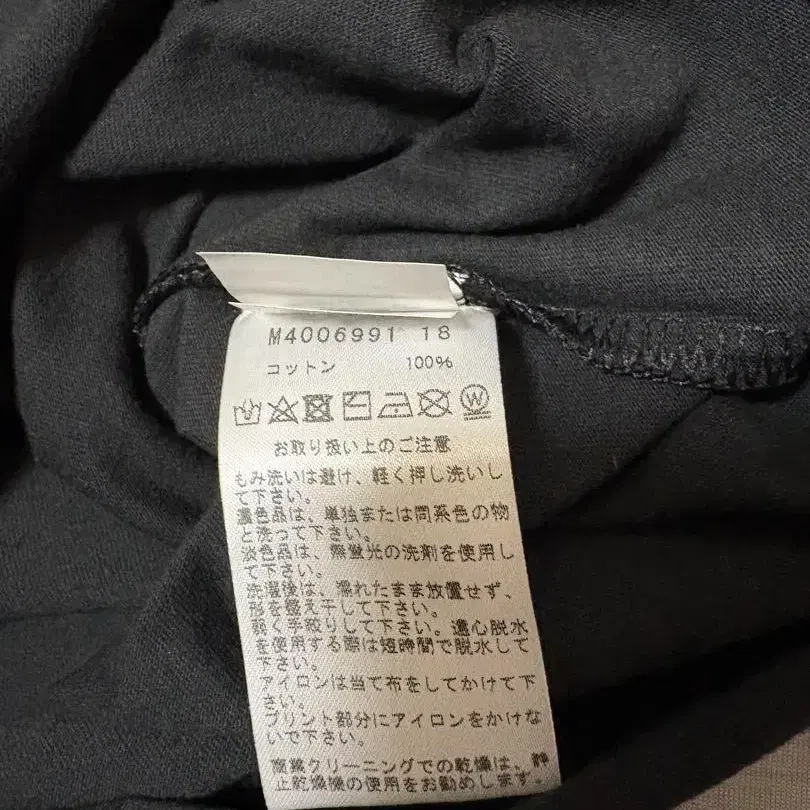 M4006991 18
コットン 100%
W
お取り扱い上のご注意
もみ洗いは避け、軽く押し洗いし
て下さい。
濃色品は、単独または同系色の物
と洗って下さい。
淡色品は、無蛍光の洗剤を使用し
て下さい。
洗濯後は、濡れたまま放置せず、
形を整え干して下さい。
軽く手絞りして下さい。遠心脱水
を使用する際は短時間で脱水して
下さい。
アイロンは当て布をしてかけて下
さい。
プリント部分にアイロンをかけな
いで下さい。
商業クリーニングでの乾燥は、静
止乾燥機の使用をお勧めします。